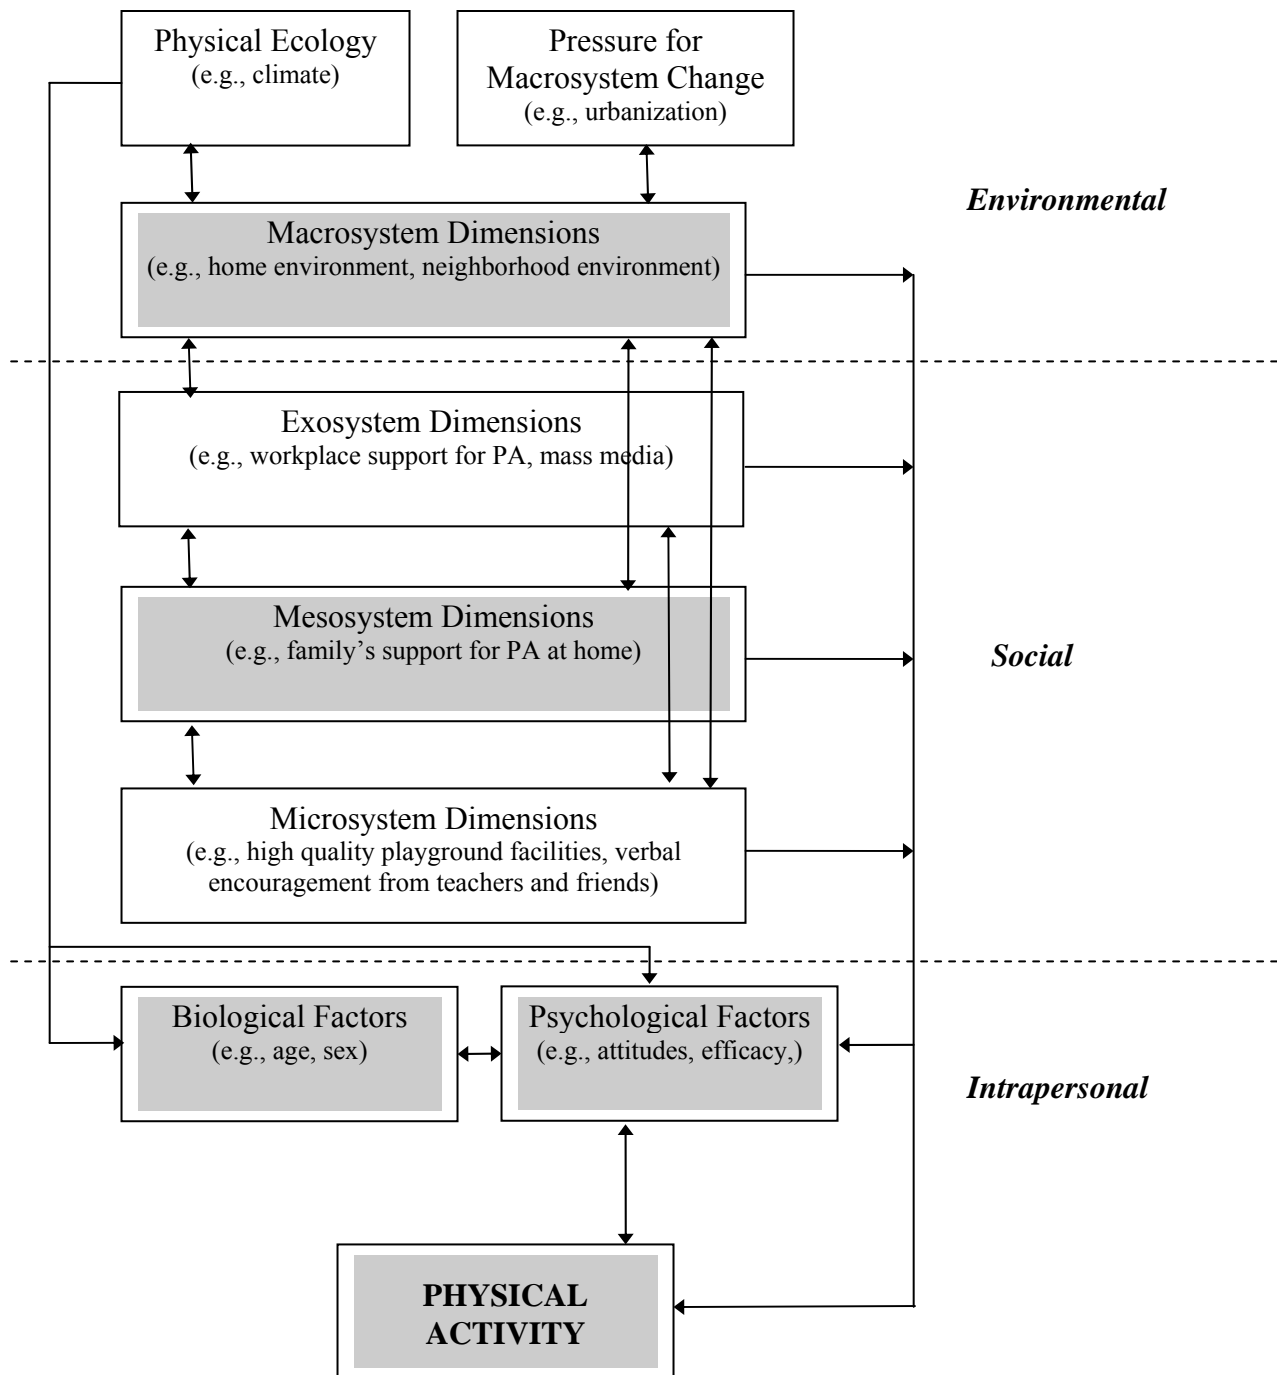 Physical Ecology
(e.g., climate)
Pressure for
Macrosystem Change
(e.g., urbanization)
Environmental
Macrosystem Dimensions
(e.g., home environment, neighborhood environment)
Exosystem Dimensions
(e.g., workplace support for PA, mass media)
Mesosystem Dimensions
(e.g., family’s support for PA at home)
Social
Microsystem Dimensions
(e.g., high quality playground facilities, verbal
encouragement from teachers and friends)
Biological Factors
(e.g., age, sex)
Psychological Factors
(e.g., attitudes, efficacy,)
Intrapersonal
PHYSICAL
ACTIVITY